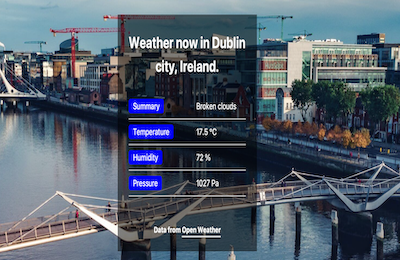 Weather now in Dublin
city, Ireland.
Summary Broken clouds
Temperature 17.5 °C
Humidity 72 %
Pressure 1027 Pa
Data from Open Weather